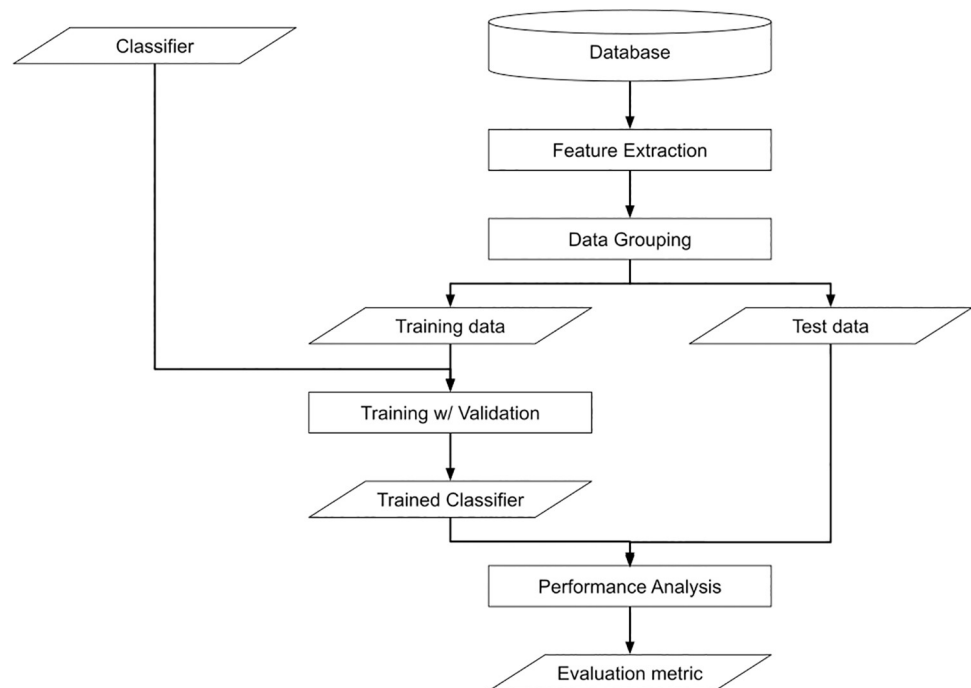 Classifier
Database
Feature Extraction
Data Grouping
Training data
Test data
Training w/ Validation
Trained Classifier
Performance Analysis
Evaluation metric